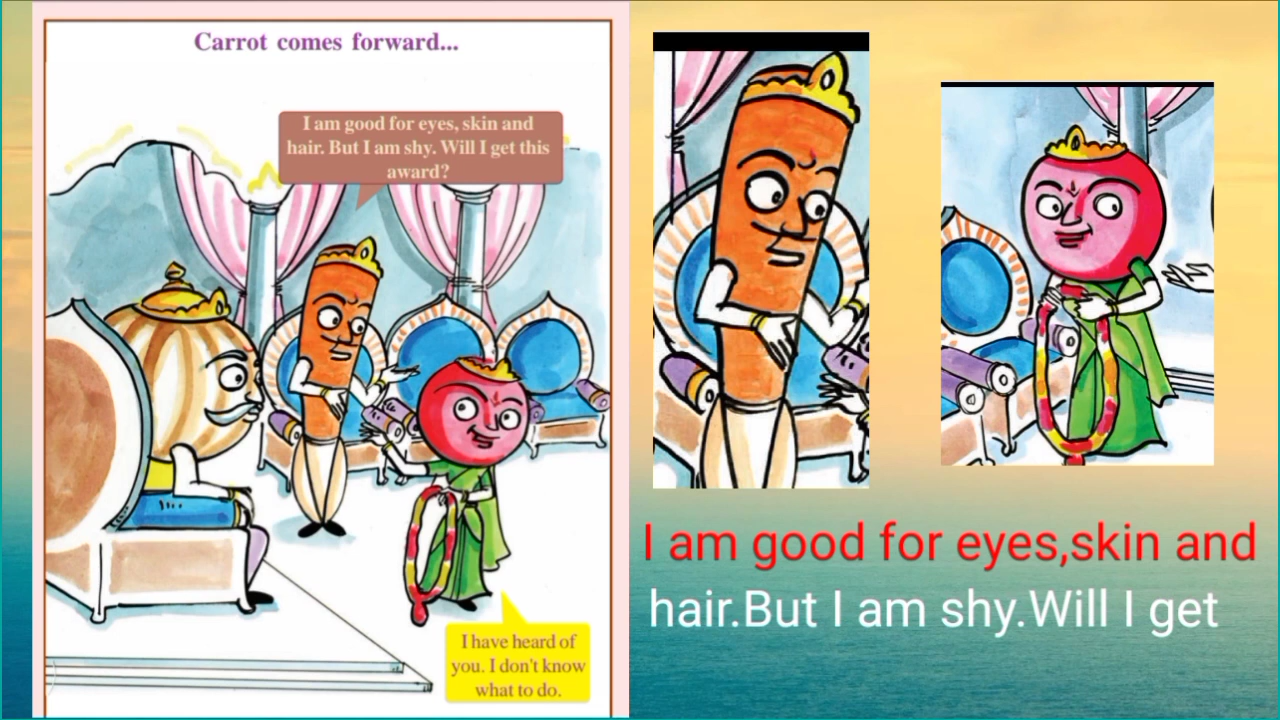 Carrot comes forward...
I am good for eyes, skin and
hair. But I am shy. Will I get this
award?
I have heard of
you. I don't know
what to do.
I am good for eyes,skin and
hair.But I am shy.Will I get